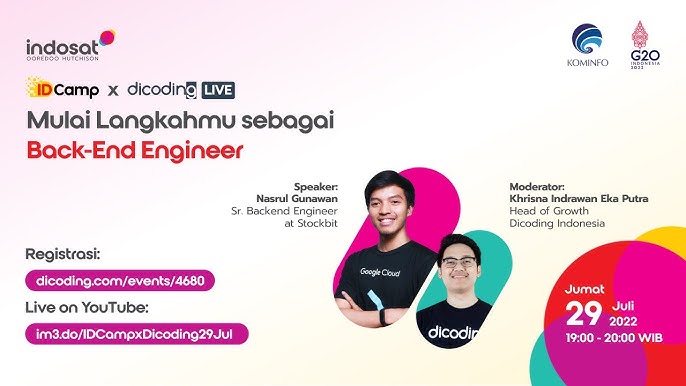 indosat
OOREDOO HUTCHISON
KOMINFO
G20
INDONESIA
2022
IDCamp x dicoding LIVE
Mulai Langkahmu sebagai
Back-End Engineer
Speaker:
Nasrul Gunawan
Sr. Backend Engineer
at Stockbit
Google Cloud
dicoding
Moderator:
Khrisna Indrawan Eka Putra
Head of Growth
Dicoding Indonesia
Registrasi:
dicoding.com/events/4680
Live on YouTube:
im3.do/IDCampxDicoding29Jul
Jumat
29 Juli
2022
19:00 - 20:00 WIB